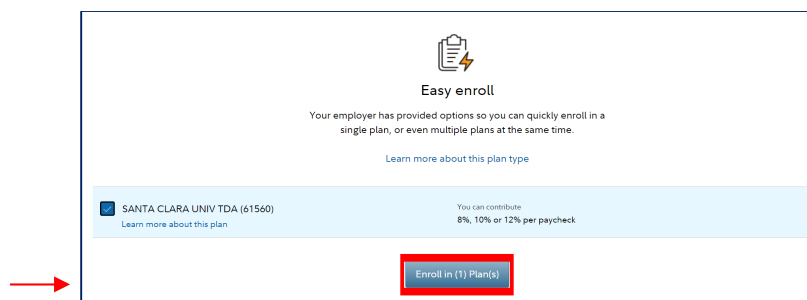 Easy enroll
Your employer has provided options so you can quickly enroll in a
single plan, or even multiple plans at the same time.
Learn more about this plan type
SANTA CLARA UNIV TDA (61560)
Learn more about this plan
You can contribute
8%, 10% or 12% per paycheck
Enroll in (1) Plan(s)